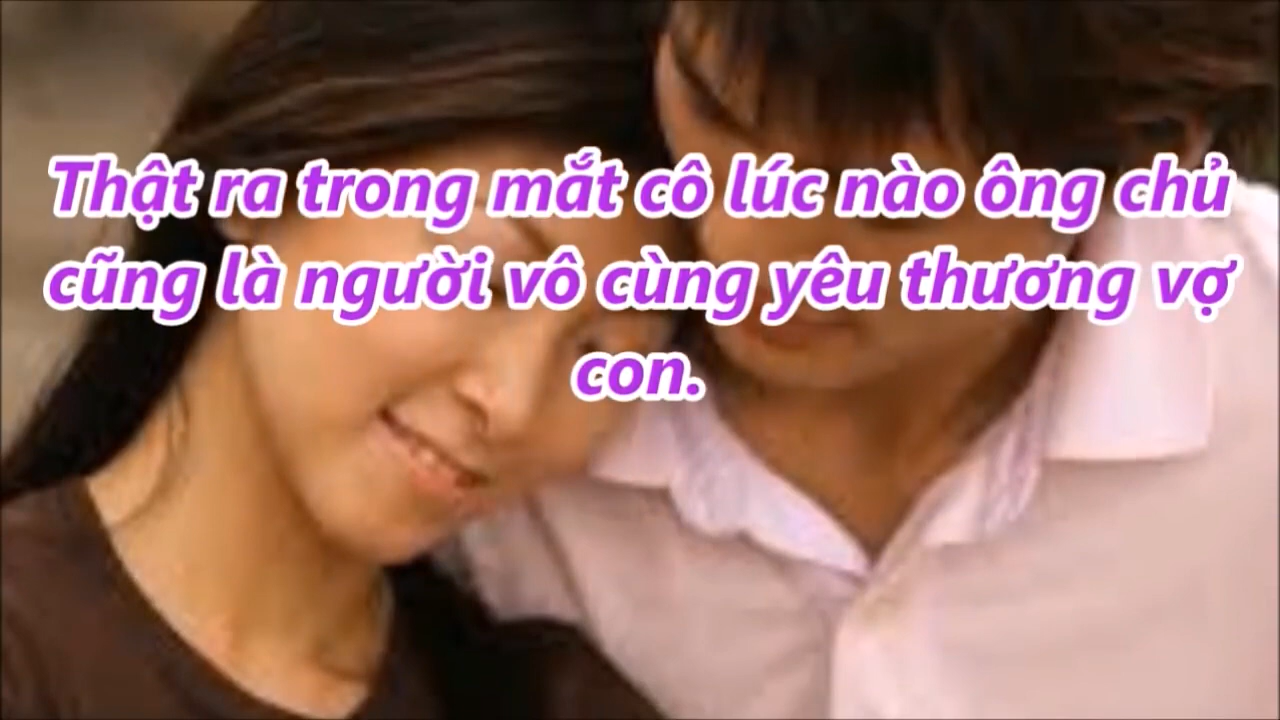 Thật ra trong mắt cô lúc nào ông chủ
cũng là người vô cùng yêu thương vợ
con.